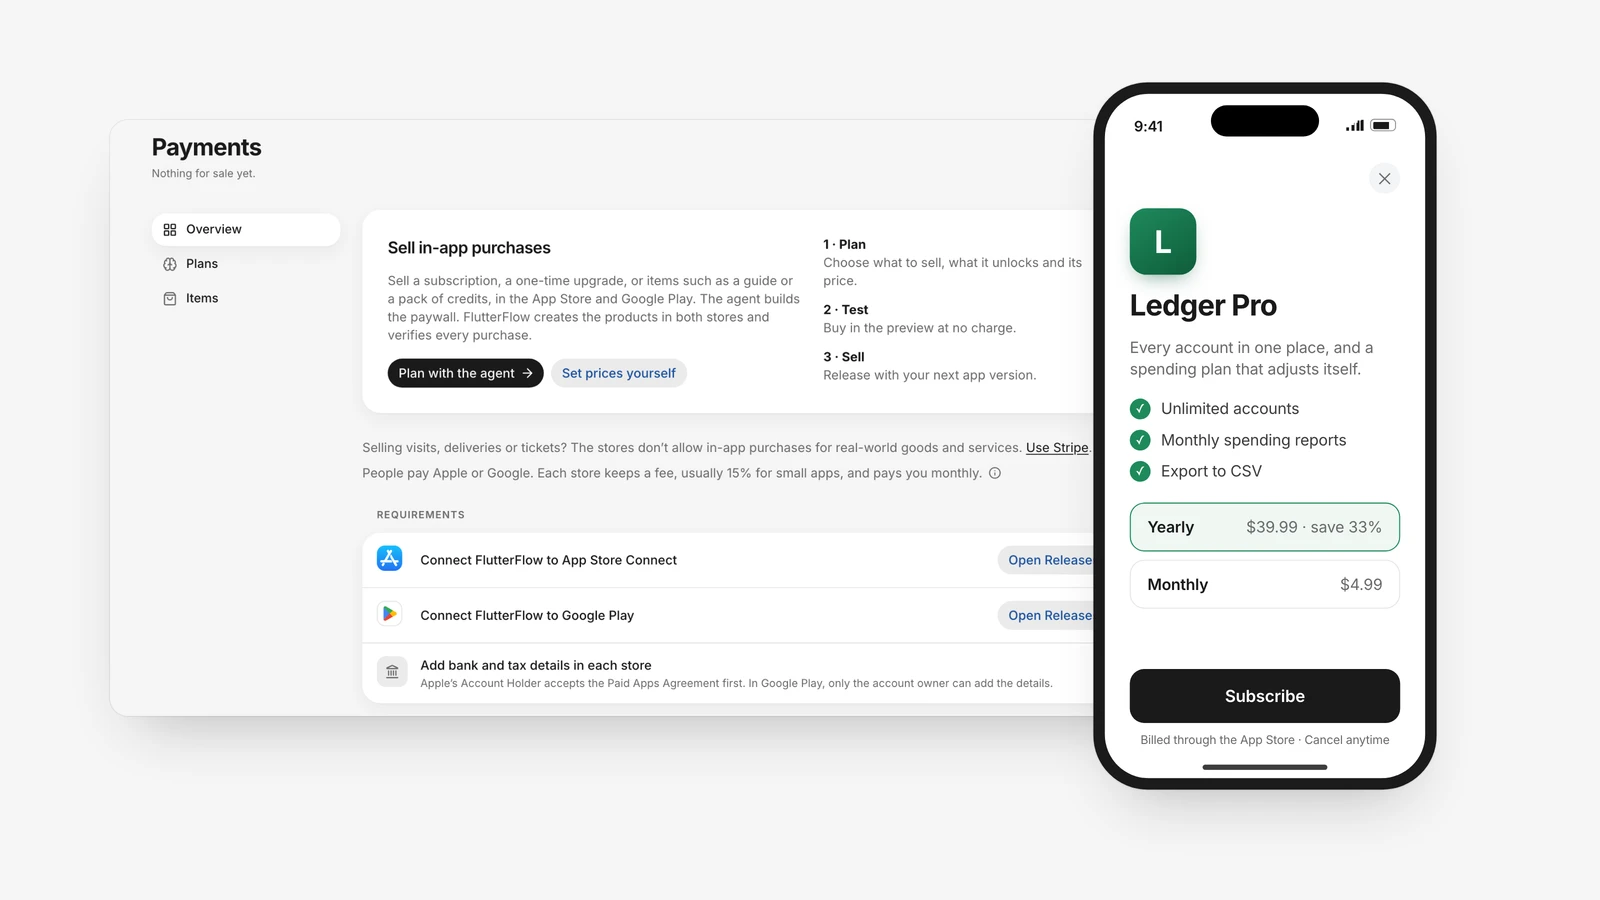 Payments
Nothing for sale yet.
Overview
Plans
Items
Sell in-app purchases
Sell a subscription, a one-time upgrade, or items such as a guide or
a pack of credits, in the App Store and Google Play. The agent builds
the paywall. FlutterFlow creates the products in both stores and
verifies every purchase.
Plan with the agent →
Set prices yourself
1 · Plan
Choose what to sell, what it unlocks and its
price.
2 · Test
Buy in the preview at no charge.
3 · Sell
Release with your next app version.
Selling visits, deliveries or tickets? The stores don’t allow in-app purchases for real-world goods and services. Use Stripe.
People pay Apple or Google. Each store keeps a fee, usually 15% for small apps, and pays you monthly.
REQUIREMENTS
Connect FlutterFlow to App Store Connect
Open Release
Connect FlutterFlow to Google Play
Open Release
Add bank and tax details in each store
Apple’s Account Holder accepts the Paid Apps Agreement first. In Google Play, only the account owner can add the details.
9:41
L
Ledger Pro
Every account in one place, and a
spending plan that adjusts itself.
Unlimited accounts
Monthly spending reports
Export to CSV
Yearly
$39.99 · save 33%
Monthly
$4.99
Subscribe
Billed through the App Store · Cancel anytime